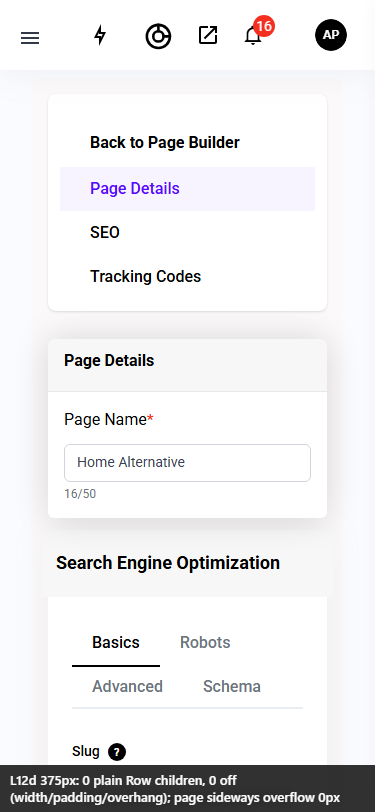 16
AP
Back to Page Builder
Page Details
SEO
Tracking Codes
Page Details
Page Name*
Home Alternative
16/50
Search Engine Optimization
Basics Robots
Advanced Schema
Slug ?
L12d 375px: 0 plain Row children, 0 off
(width/padding/overhang); page sideways overflow 0px